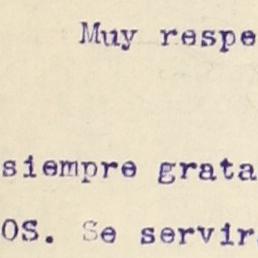 Muy respe
siempre grata
OS. Se servir